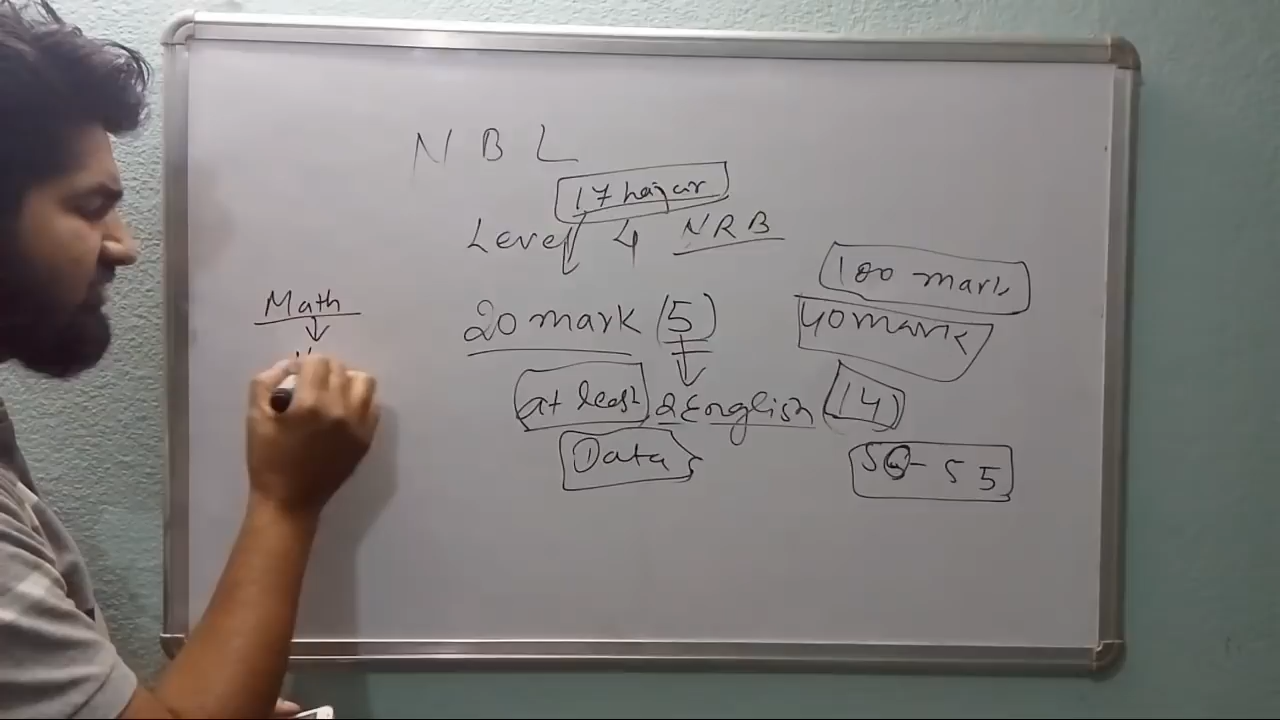 N B L
17 hajar
Level 4 NRB
100 mark
Math
20 mark (5)
40 mark
at least 2 English (14)
Data
50-55